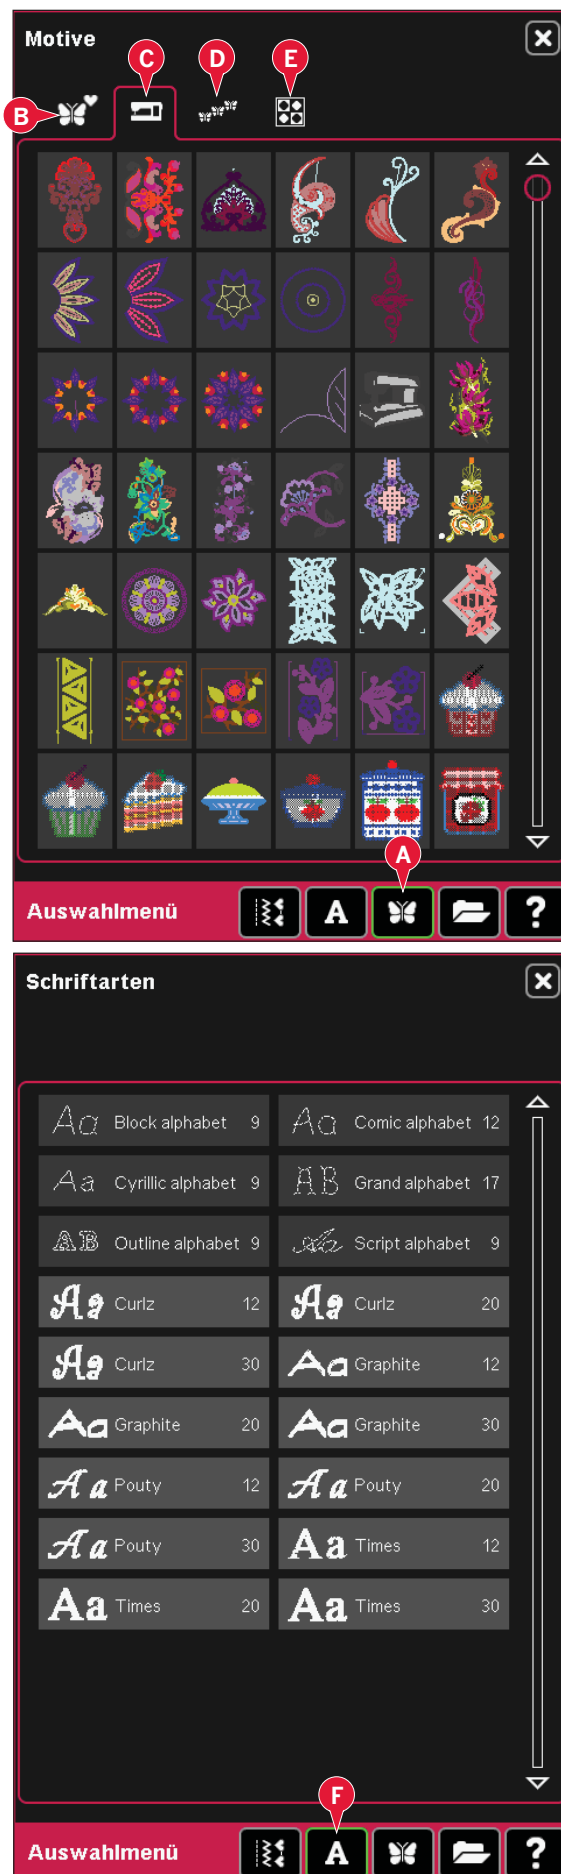 Motive
C D E
B
A
Auswahlmenü A ?
Schriftarten
Aa Block alphabet 9 Aa Comic alphabet 12
Aa Cyrillic alphabet 9 AB Grand alphabet 17
AB Outline alphabet 9 Aa Script alphabet 9
Aa Curlz 12 Aa Curlz 20
Aa Curlz 30 Aa Graphite 12
Aa Graphite 20 Aa Graphite 30
Aa Pouty 12 Aa Pouty 20
Aa Pouty 30 Aa Times 12
Aa Times 20 Aa Times 30
F
Auswahlmenü A ?